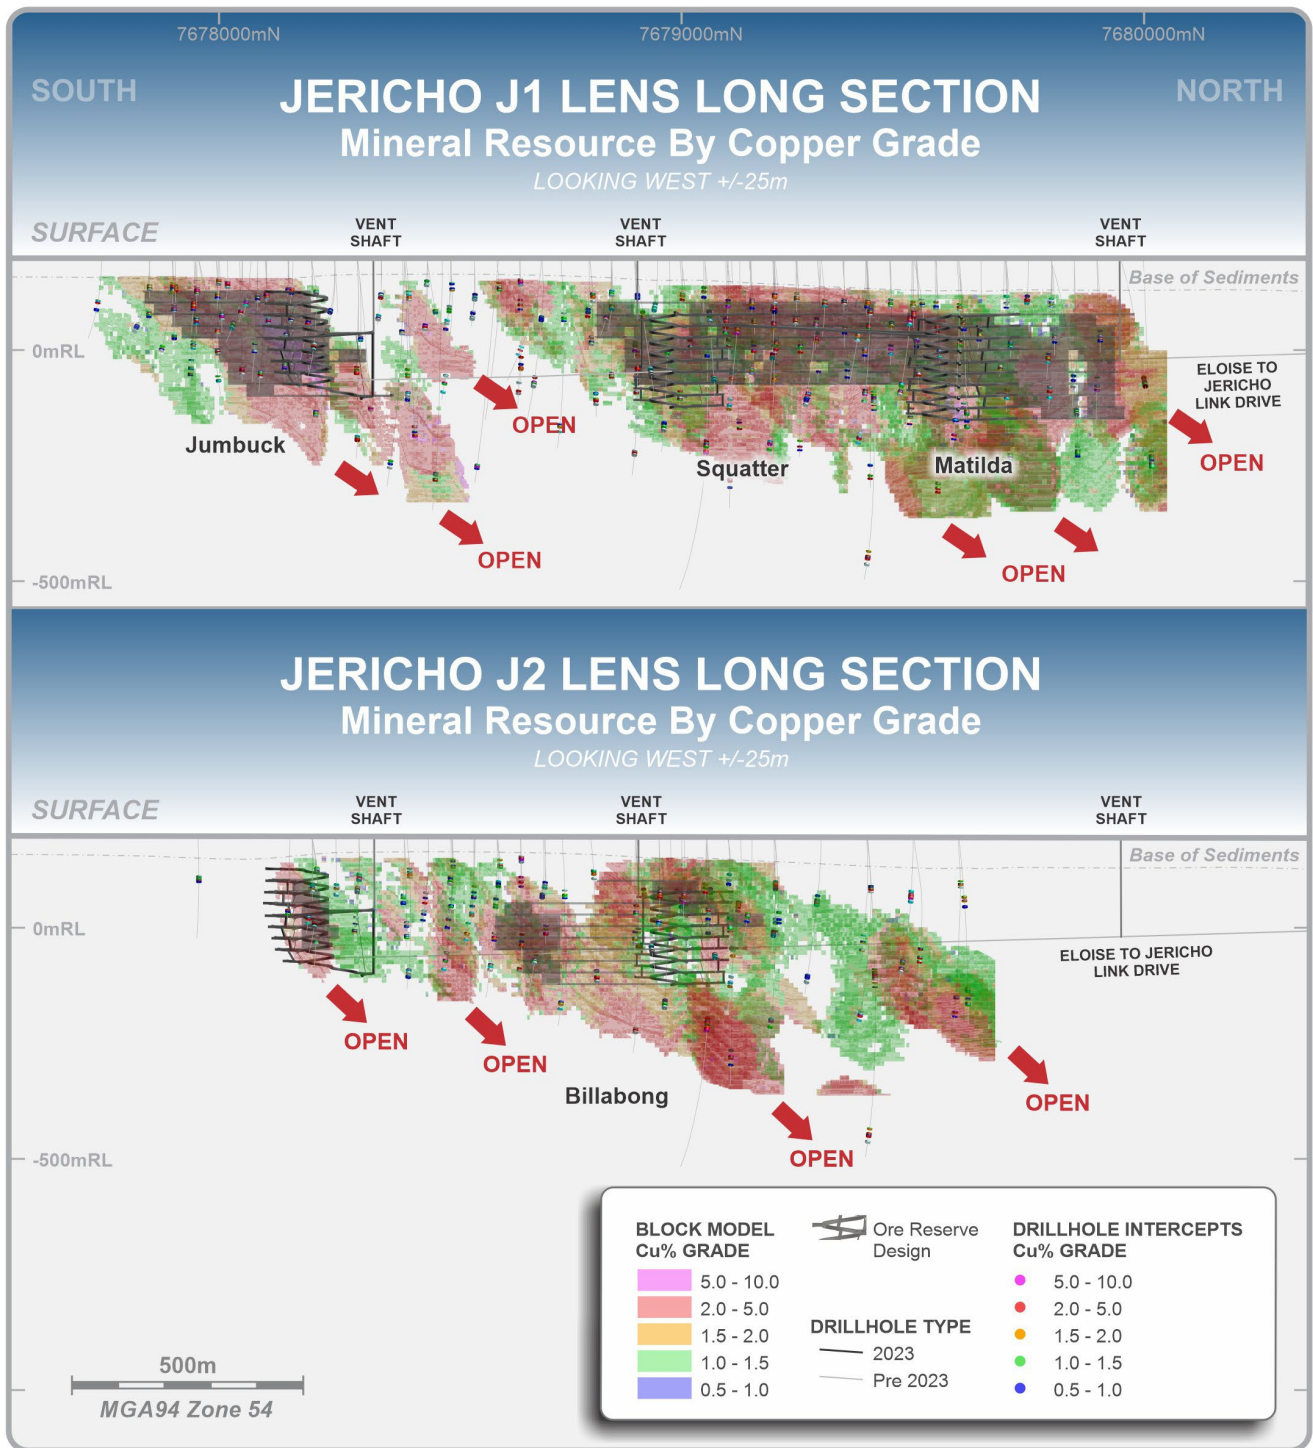 7678000mN
7679000mN
7680000mN
SOUTH
NORTH
JERICHO J1 LENS LONG SECTION
Mineral Resource By Copper Grade
LOOKING WEST +/-25m
SURFACE
VENT
SHAFT
VENT
SHAFT
VENT
SHAFT
Base of Sediments
0mRL
ELOISE TO
JERICHO
LINK DRIVE
OPEN
Jumbuck
Squatter
Matilda
OPEN
OPEN
OPEN
-500mRL
JERICHO J2 LENS LONG SECTION
Mineral Resource By Copper Grade
LOOKING WEST +/-25m
SURFACE
VENT
SHAFT
VENT
SHAFT
VENT
SHAFT
Base of Sediments
0mRL
ELOISE TO JERICHO
LINK DRIVE
OPEN
OPEN
Billabong
OPEN
OPEN
-500mRL
BLOCK MODEL
Cu% GRADE
5.0 - 10.0
2.0 - 5.0
1.5 - 2.0
1.0 - 1.5
0.5 - 1.0
Ore Reserve
Design
DRILLHOLE TYPE
2023
Pre 2023
DRILLHOLE INTERCEPTS
Cu% GRADE
5.0 - 10.0
2.0 - 5.0
1.5 - 2.0
1.0 - 1.5
0.5 - 1.0
500m
MGA94 Zone 54